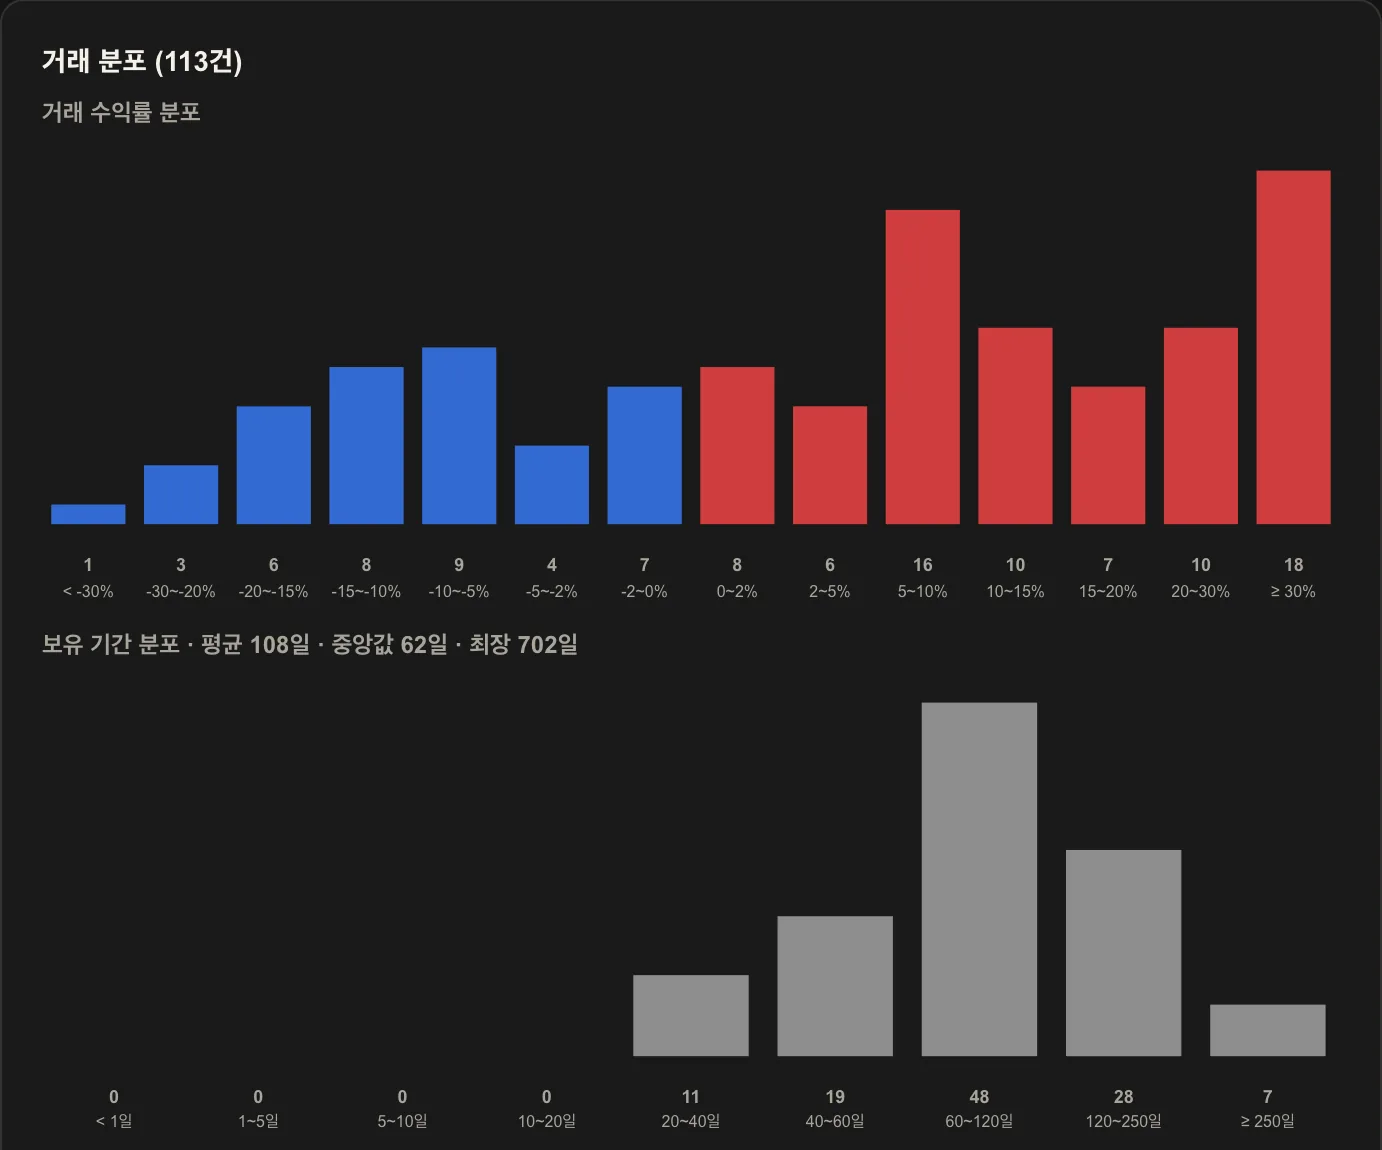 거래 분포 (113건)
거래 수익률 분포
1 3 6 8 9 4 7 8 6 16 10 7 10 18
< -30% -30~-20% -20~-15% -15~-10% -10~-5% -5~-2% -2~0% 0~2% 2~5% 5~10% 10~15% 15~20% 20~30% ≥ 30%
보유 기간 분포 · 평균 108일 · 중앙값 62일 · 최장 702일
0 0 0 0 11 19 48 28 7
< 1일 1~5일 5~10일 10~20일 20~40일 40~60일 60~120일 120~250일 ≥ 250일